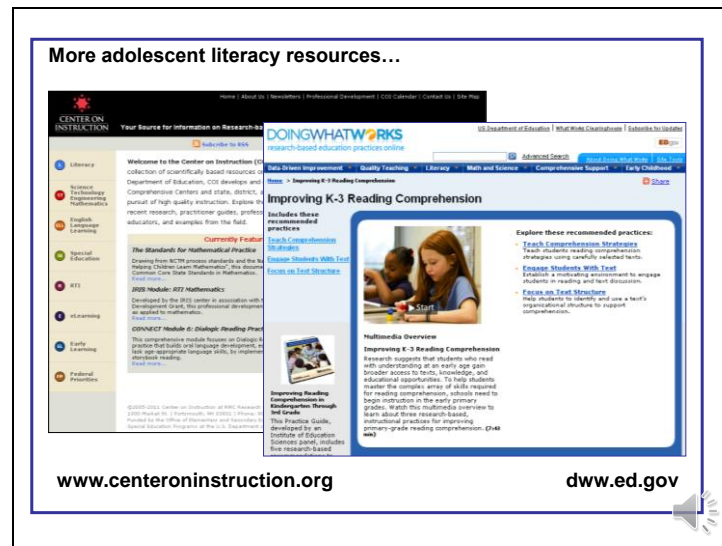 More adolescent literacy resources…
Home | About Us | Newsletters | Professional Development | COI Calendar | Contact Us | Site Map
CENTER ON
INSTRUCTION
Your Source for Information on Research-ba
Subscribe to RSS
Literacy
Science
Technology
Engineering
Mathematics
English
Language
Learning
Special
Education
RTI
eLearning
Early
Learning
Federal
Priorities
Welcome to the Center on Instruction (C
collection of scientifically based resources o
Department of Education, COI develops and
Comprehensive Centers and state, district, a
pursuit of high quality instruction. Explore th
recent research, practitioner guides, profess
educators, and examples from the field.
Currently Featur
The Standards for Mathematical Practice
Drawing from NCTM process standards and the Na
Helping Children Learn Mathematics", this docume
Common Core State Standards in Mathematics.
Read more...
IRIS Module: RTI Mathematics
Developed by the IRIS center in association with
Development Grant, this professional developmen
as applied to mathematics.
Read more...
CONNECT Module 6: Dialogic Reading Pract
This comprehensive module focuses on Dialogic R
practice that builds oral language development, e
lack age-appropriate language skills, by implemen
storybook reading.
Read more...
©2005-2011 Center on Instruction at RMC Research
DOINGWHATWORKS
research-based education practices online
US Department of Education | What Works Clearinghouse | Subscribe for Updates
ED.gov
Advanced Search
About Doing What Works | Site Tools
Data-Driven Improvement
Quality Teaching
Literacy
Math and Science
Comprehensive Support
Early Childhood
Home > Improving K-3 Reading Comprehension
Share
Improving K-3 Reading Comprehension
Includes these
recommended
practices
Teach Comprehension
Strategies
Engage Students With Text
Focus on Text Structure
Start
Explore these recommended practices:
Teach Comprehension Strategies
Teach students reading comprehension
strategies using carefully selected texts.
Engage Students With Text
Establish a motivating environment to engage
students in reading and text discussion.
Focus on Text Structure
Help students to identify and use a text's
organizational structure to support
comprehension.
Multimedia Overview
Improving K-3 Reading Comprehension
Research suggests that students who read
with understanding at an early age gain
broader access to texts, knowledge, and
educational opportunities. To help students
master the complex array of skills required
for reading comprehension, schools need to
begin instruction in the early primary
grades. Watch this multimedia overview to
learn about three research-based,
instructional practices for improving
primary-grade reading comprehension. (7:43
min)
Improving Reading
Comprehension in
Kindergarten Through
3rd Grade
This Practice Guide,
developed by an
Institute of Education
Sciences panel, includes
five research-based
www.centeroninstruction.org
dww.ed.gov